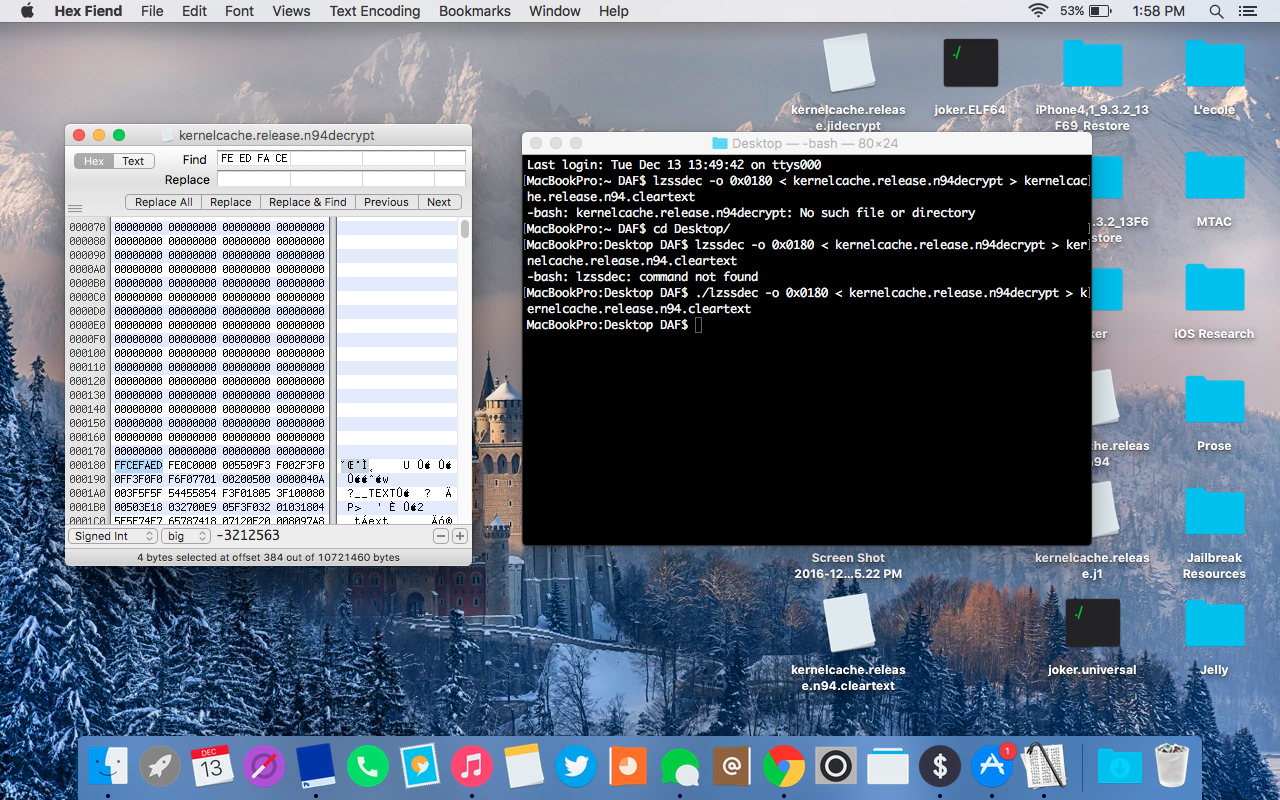 Hex Fiend File Edit Font Views Text Encoding Bookmarks Window Help 53% 1:58 PM
kernelcache.releas
e.jidecrypt
joker.ELF64
iPhone4,1_9.3.2_13
F69_Restore
L'ecole
kernelcache.release.n94decrypt
Hex Text Find FE ED FA CE
Replace
Replace All Replace Replace & Find Previous Next
000070 00000000 00000000 00000000 00000000
000080 00000000 00000000 00000000 00000000
000090 00000000 00000000 00000000 00000000
0000A0 00000000 00000000 00000000 00000000
0000B0 00000000 00000000 00000000 00000000
0000C0 00000000 00000000 00000000 00000000
0000D0 00000000 00000000 00000000 00000000
0000E0 00000000 00000000 00000000 00000000
0000F0 00000000 00000000 00000000 00000000
000100 00000000 00000000 00000000 00000000
000110 00000000 00000000 00000000 00000000
000120 00000000 00000000 00000000 00000000
000130 00000000 00000000 00000000 00000000
000140 00000000 00000000 00000000 00000000
000150 00000000 00000000 00000000 00000000
000160 00000000 00000000 00000000 00000000
000170 00000000 00000000 00000000 00000000
000180 FFCEFAED FE0C0000 005509F3 F002F3F0
000190 0FF3F0F0 F6F07701 00200500 0000040A
0001A0 003F5F5F 54455854 F3F01805 3F100080
0001B0 00503E18 032700E9 05F3F032 01031804
0001C0 5F5F74F7 65787418 07120F20 008097A8
Signed Int big -3212563
4 bytes selected at offset 384 out of 10721460 bytes
Desktop — -bash — 80×24
Last login: Tue Dec 13 13:49:42 on ttys000
[MacBookPro:~ DAF$ lzssdec -o 0x0180 < kernelcache.release.n94decrypt > kernelcac]
he.release.n94.cleartext
-bash: kernelcache.release.n94decrypt: No such file or directory
[MacBookPro:~ DAF$ cd Desktop/ ]
[MacBookPro:Desktop DAF$ lzssdec -o 0x0180 < kernelcache.release.n94decrypt > ker]
nelcache.release.n94.cleartext
-bash: lzssdec: command not found
[MacBookPro:Desktop DAF$ ./lzssdec -o 0x0180 < kernelcache.release.n94decrypt > k]
ernelcache.release.n94.cleartext
MacBookPro:Desktop DAF$
.3.2_13F6
store
MTAC
ker
iOS Research
che.releas
n94
Prose
Screen Shot
2016-12...5.22 PM
kernelcache.releas
e.j1
Jailbreak
Resources
kernelcache.releas
e.n94.cleartext
joker.universal
Jelly
DEC
13
1